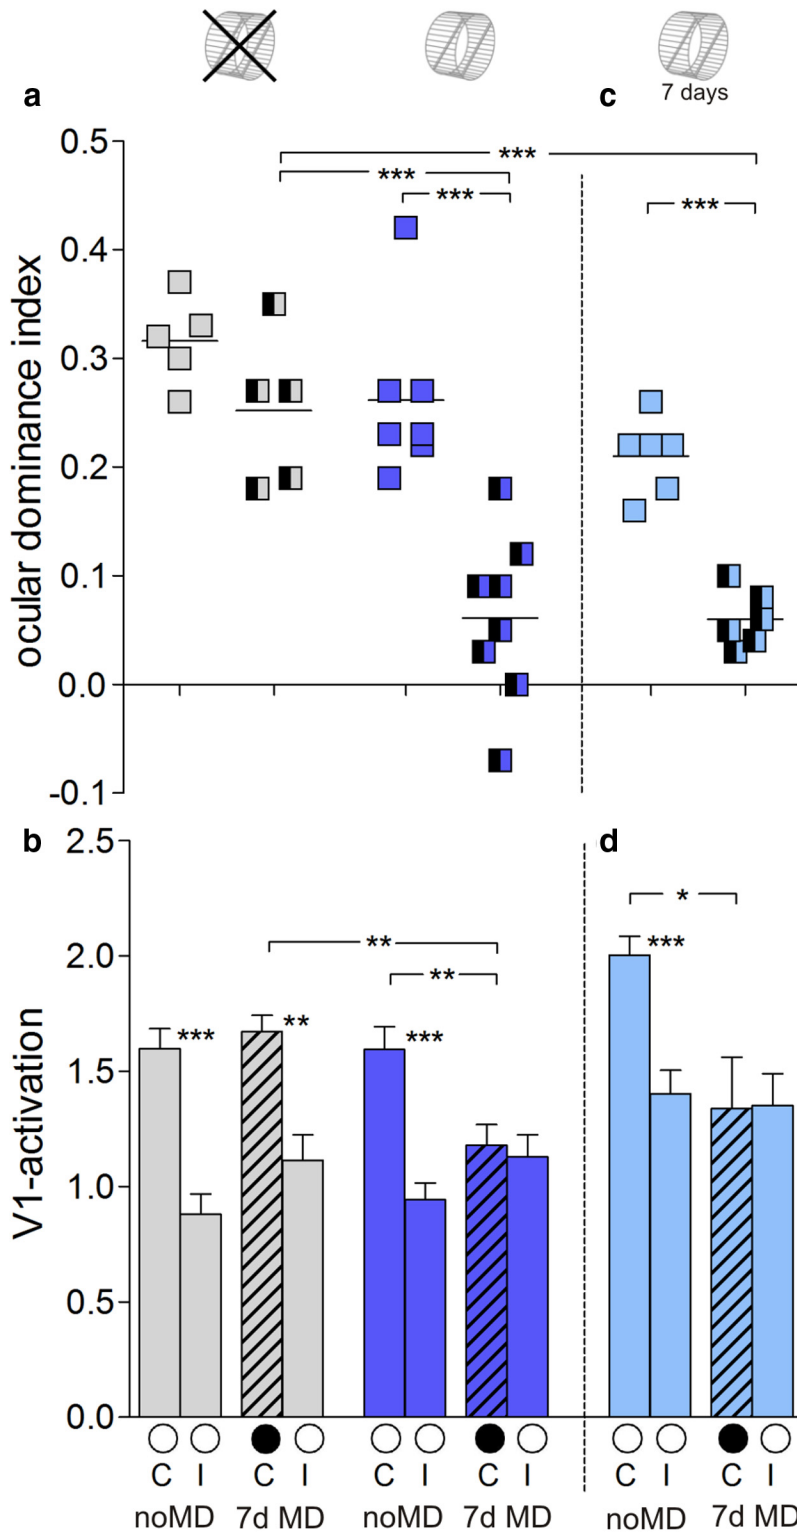 a
c
7 days
ocular dominance index
0.5
0.4
0.3
0.2
0.1
0.0
-0.1
***
***
***
***
b
d
V1-activation
2.5
2.0
1.5
1.0
0.5
0.0
***
**
**
**
***
*
***
C I C I C I C I C I C I
noMD 7d MD noMD 7d MD noMD 7d MD